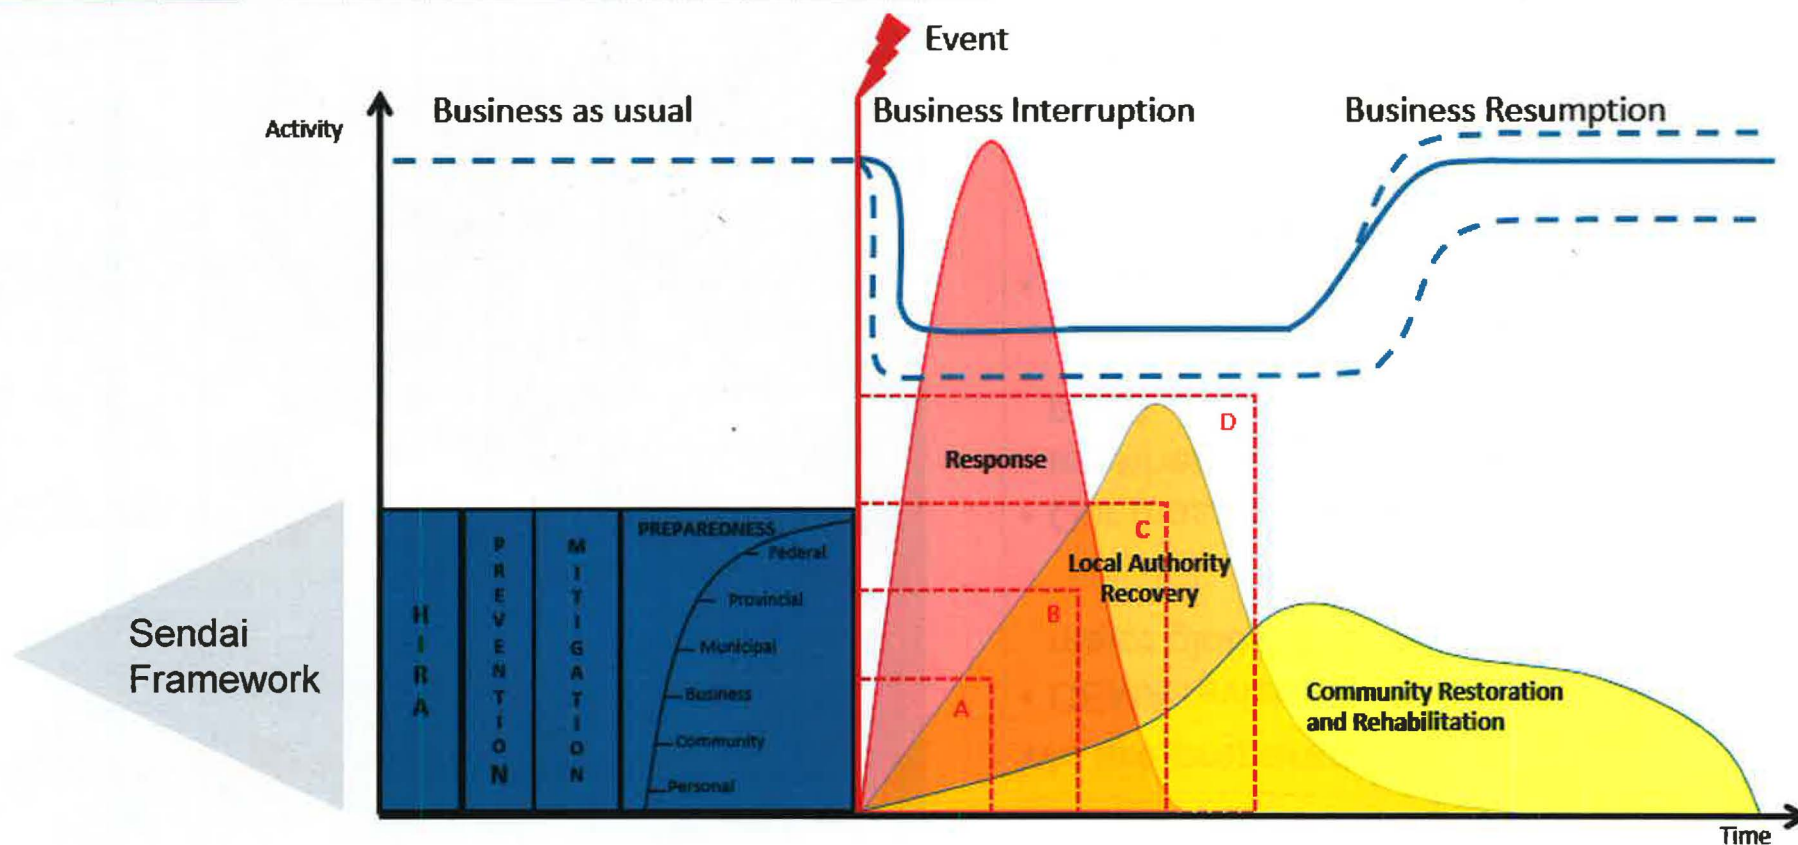 Event
Activity
Business as usual
Business Interruption
Business Resumption
Sendai
Framework
HIRA
PREVENTION
MITIGATION
PREPAREDNESS
Federal
Provincial
Municipal
Business
Community
Personal
Response
A
B
C
D
Local Authority
Recovery
Community Restoration
and Rehabilitation
Time